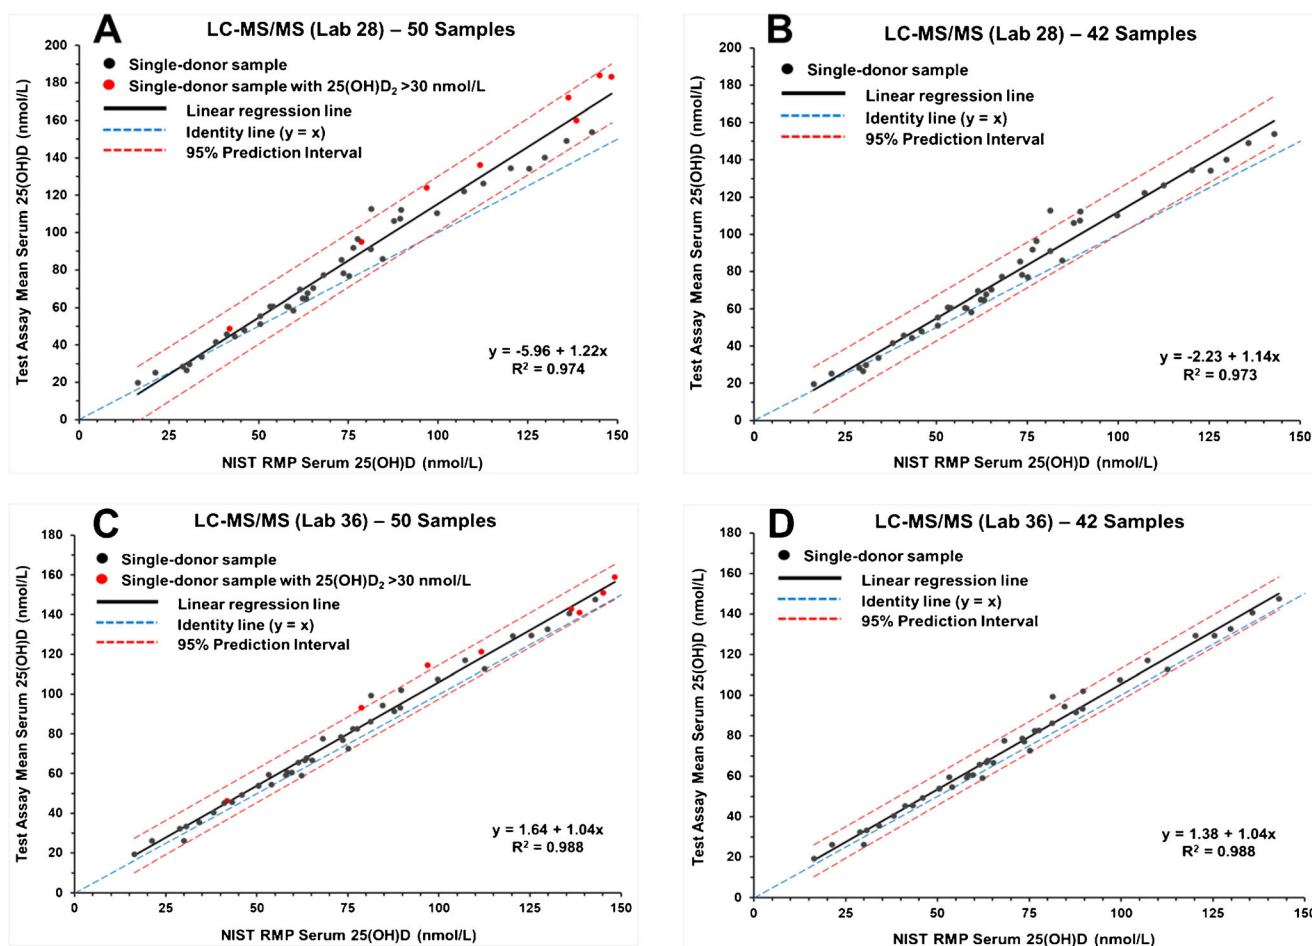 A
LC-MS/MS (Lab 28) – 50 Samples
Single-donor sample
Single-donor sample with 25(OH)D₂ >30 nmol/L
Linear regression line
Identity line (y = x)
95% Prediction Interval
Test Assay Mean Serum 25(OH)D (nmol/L)
200
180
160
140
120
100
80
60
40
20
0
y = -5.96 + 1.22x
R² = 0.974
0 25 50 75 100 125 150
NIST RMP Serum 25(OH)D (nmol/L)
B
LC-MS/MS (Lab 28) – 42 Samples
Single-donor sample
Linear regression line
Identity line (y = x)
95% Prediction Interval
Test Assay Mean Serum 25(OH)D (nmol/L)
200
180
160
140
120
100
80
60
40
20
0
y = -2.23 + 1.14x
R² = 0.973
0 25 50 75 100 125 150
NIST RMP Serum 25(OH)D (nmol/L)
C
LC-MS/MS (Lab 36) – 50 Samples
Single-donor sample
Single-donor sample with 25(OH)D₂ >30 nmol/L
Linear regression line
Identity line (y = x)
95% Prediction Interval
Test Assay Mean Serum 25(OH)D (nmol/L)
180
160
140
120
100
80
60
40
20
0
y = 1.64 + 1.04x
R² = 0.988
0 25 50 75 100 125 150
NIST RMP Serum 25(OH)D (nmol/L)
D
LC-MS/MS (Lab 36) – 42 Samples
Single-donor sample
Linear regression line
Identity line (y = x)
95% Prediction Interval
Test Assay Mean Serum 25(OH)D (nmol/L)
180
160
140
120
100
80
60
40
20
0
y = 1.38 + 1.04x
R² = 0.988
0 25 50 75 100 125 150
NIST RMP Serum 25(OH)D (nmol/L)